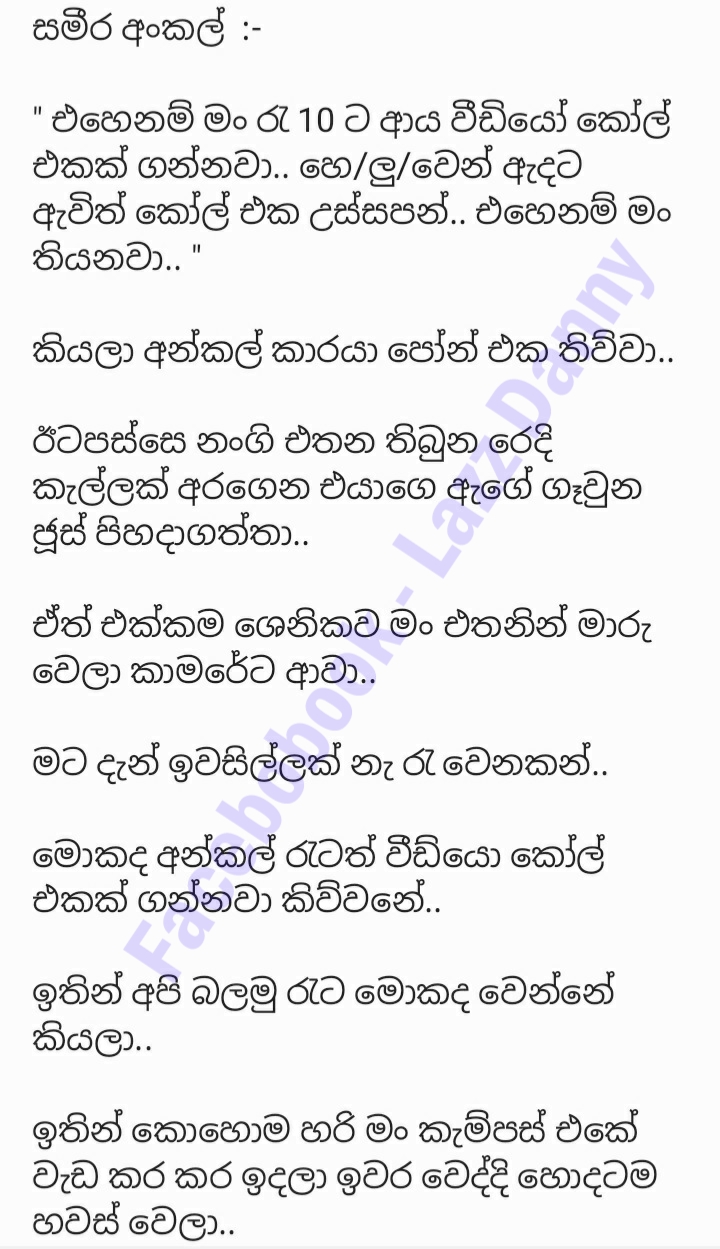 සමීර අංකල් :-
" එහෙනම් මං රෑ 10 ට ආය වීඩියෝ කෝල්
එකක් ගන්නවා.. හෙ/ලු/වෙන් ඇදට
ඇවිත් කෝල් එක උස්සපන්.. එහෙනම් මං
තියනවා.. "
කියලා අන්කල් කාරයා පෝන් එක තිව්වා..
ඊටපස්සෙ නංගි එතන තිබුන රෙදි
කැල්ලක් අරගෙන එයාගෙ ඇගේ ගෑවුන
ජූස් පිහදාගත්තා..
ඒත් එක්කම ශෙනිකව මං එතනින් මාරු
වෙලා කාමරේට ආවා..
මට දැන් ඉවසිල්ලක් නෑ රෑ වෙනකන්..
මොකද අන්කල් රෑටත් වීඩ්යො කෝල්
එකක් ගන්නවා කිව්වනේ..
ඉතින් අපි බලමු රෑට මොකද වෙන්නේ
කියලා..
ඉතින් කොහොම හරි මං කැම්පස් එකේ
වැඩ කර කර ඉදලා ඉවර වෙද්දි හොදටම
හවස් වෙලා..
Facebobook - Lazz Danny